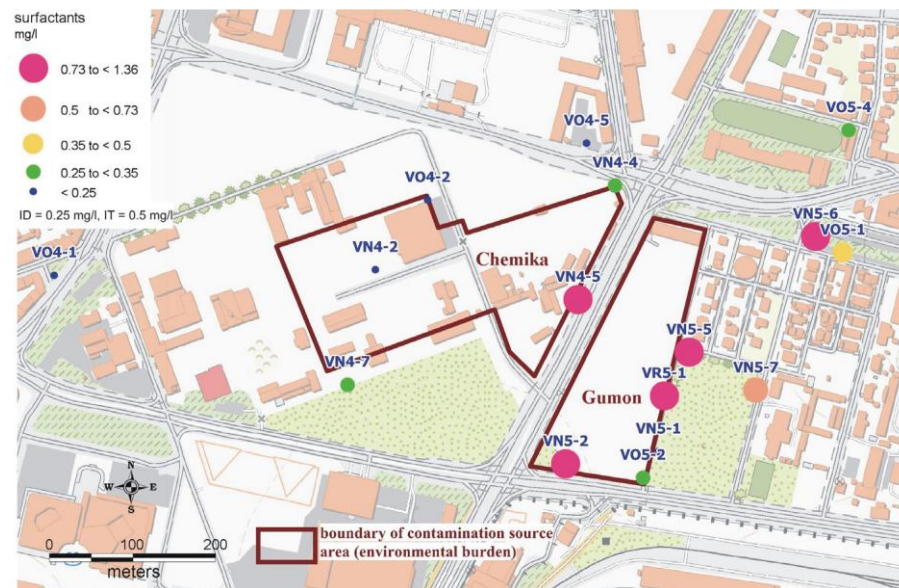 surfactants
mg/l
0.73 to < 1.36
0.5 to < 0.73
0.35 to < 0.5
0.25 to < 0.35
< 0.25
ID = 0.25 mg/l, IT = 0.5 mg/l
VO5-4
VO4-5
VN4-4
VO4-2
VN5-6
VO5-1
VO4-1
VN4-2
Chemika
VN4-5
VN5-5
VN4-7
VR5-1
VN5-7
Gumon
VN5-1
VN5-2
VO5-2
N
W E
S
0 100 200
meters
boundary of contamination source
area (environmental burden)